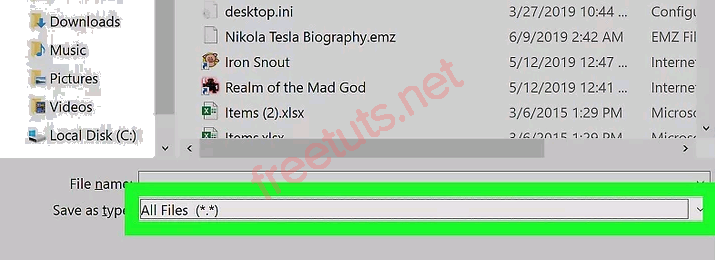 desktop.ini 3/27/2019 10:44 ... Configu
Downloads
Nikola Tesla Biography.emz 6/9/2019 2:42 AM EMZ Fil
Music
Iron Snout 5/12/2019 12:47 ... Internet
Pictures
Realm of the Mad God 5/12/2019 12:41 ... Internet
Videos
Items (2).xlsx 3/6/2015 1:29 PM Microso
Local Disk (C:)
Items.xlsx 3/6/2015 1:29 PM Microso
freetuts.net
File name:
Save as type: All Files (*.*)